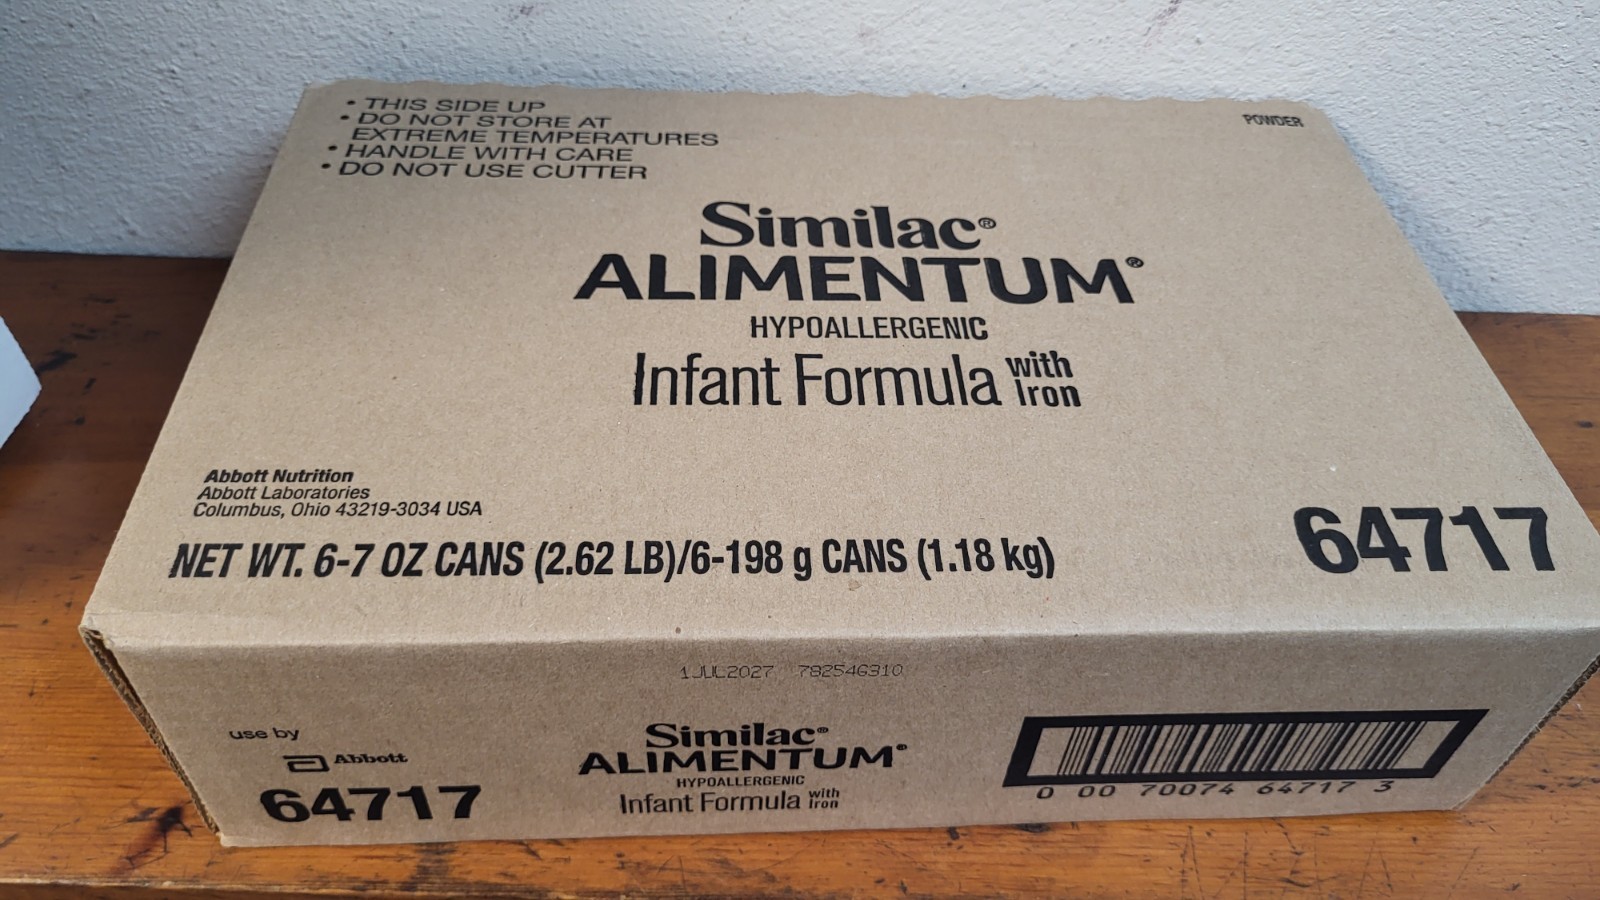 • THIS SIDE UP
• DO NOT STORE AT
EXTREME TEMPERATURES
• HANDLE WITH CARE
• DO NOT USE CUTTER
POWDER
Similac®
ALIMENTUM®
HYPOALLERGENIC
Infant Formula with Iron
Abbott Nutrition
Abbott Laboratories
Columbus, Ohio 43219-3034 USA
NET WT. 6-7 OZ CANS (2.62 LB)/6-198 g CANS (1.18 kg)
64717
1JUL2027 78254G310
use by
Abbott
64717
Similac®
ALIMENTUM®
HYPOALLERGENIC
Infant Formula with Iron
0 00 70074 64717 3